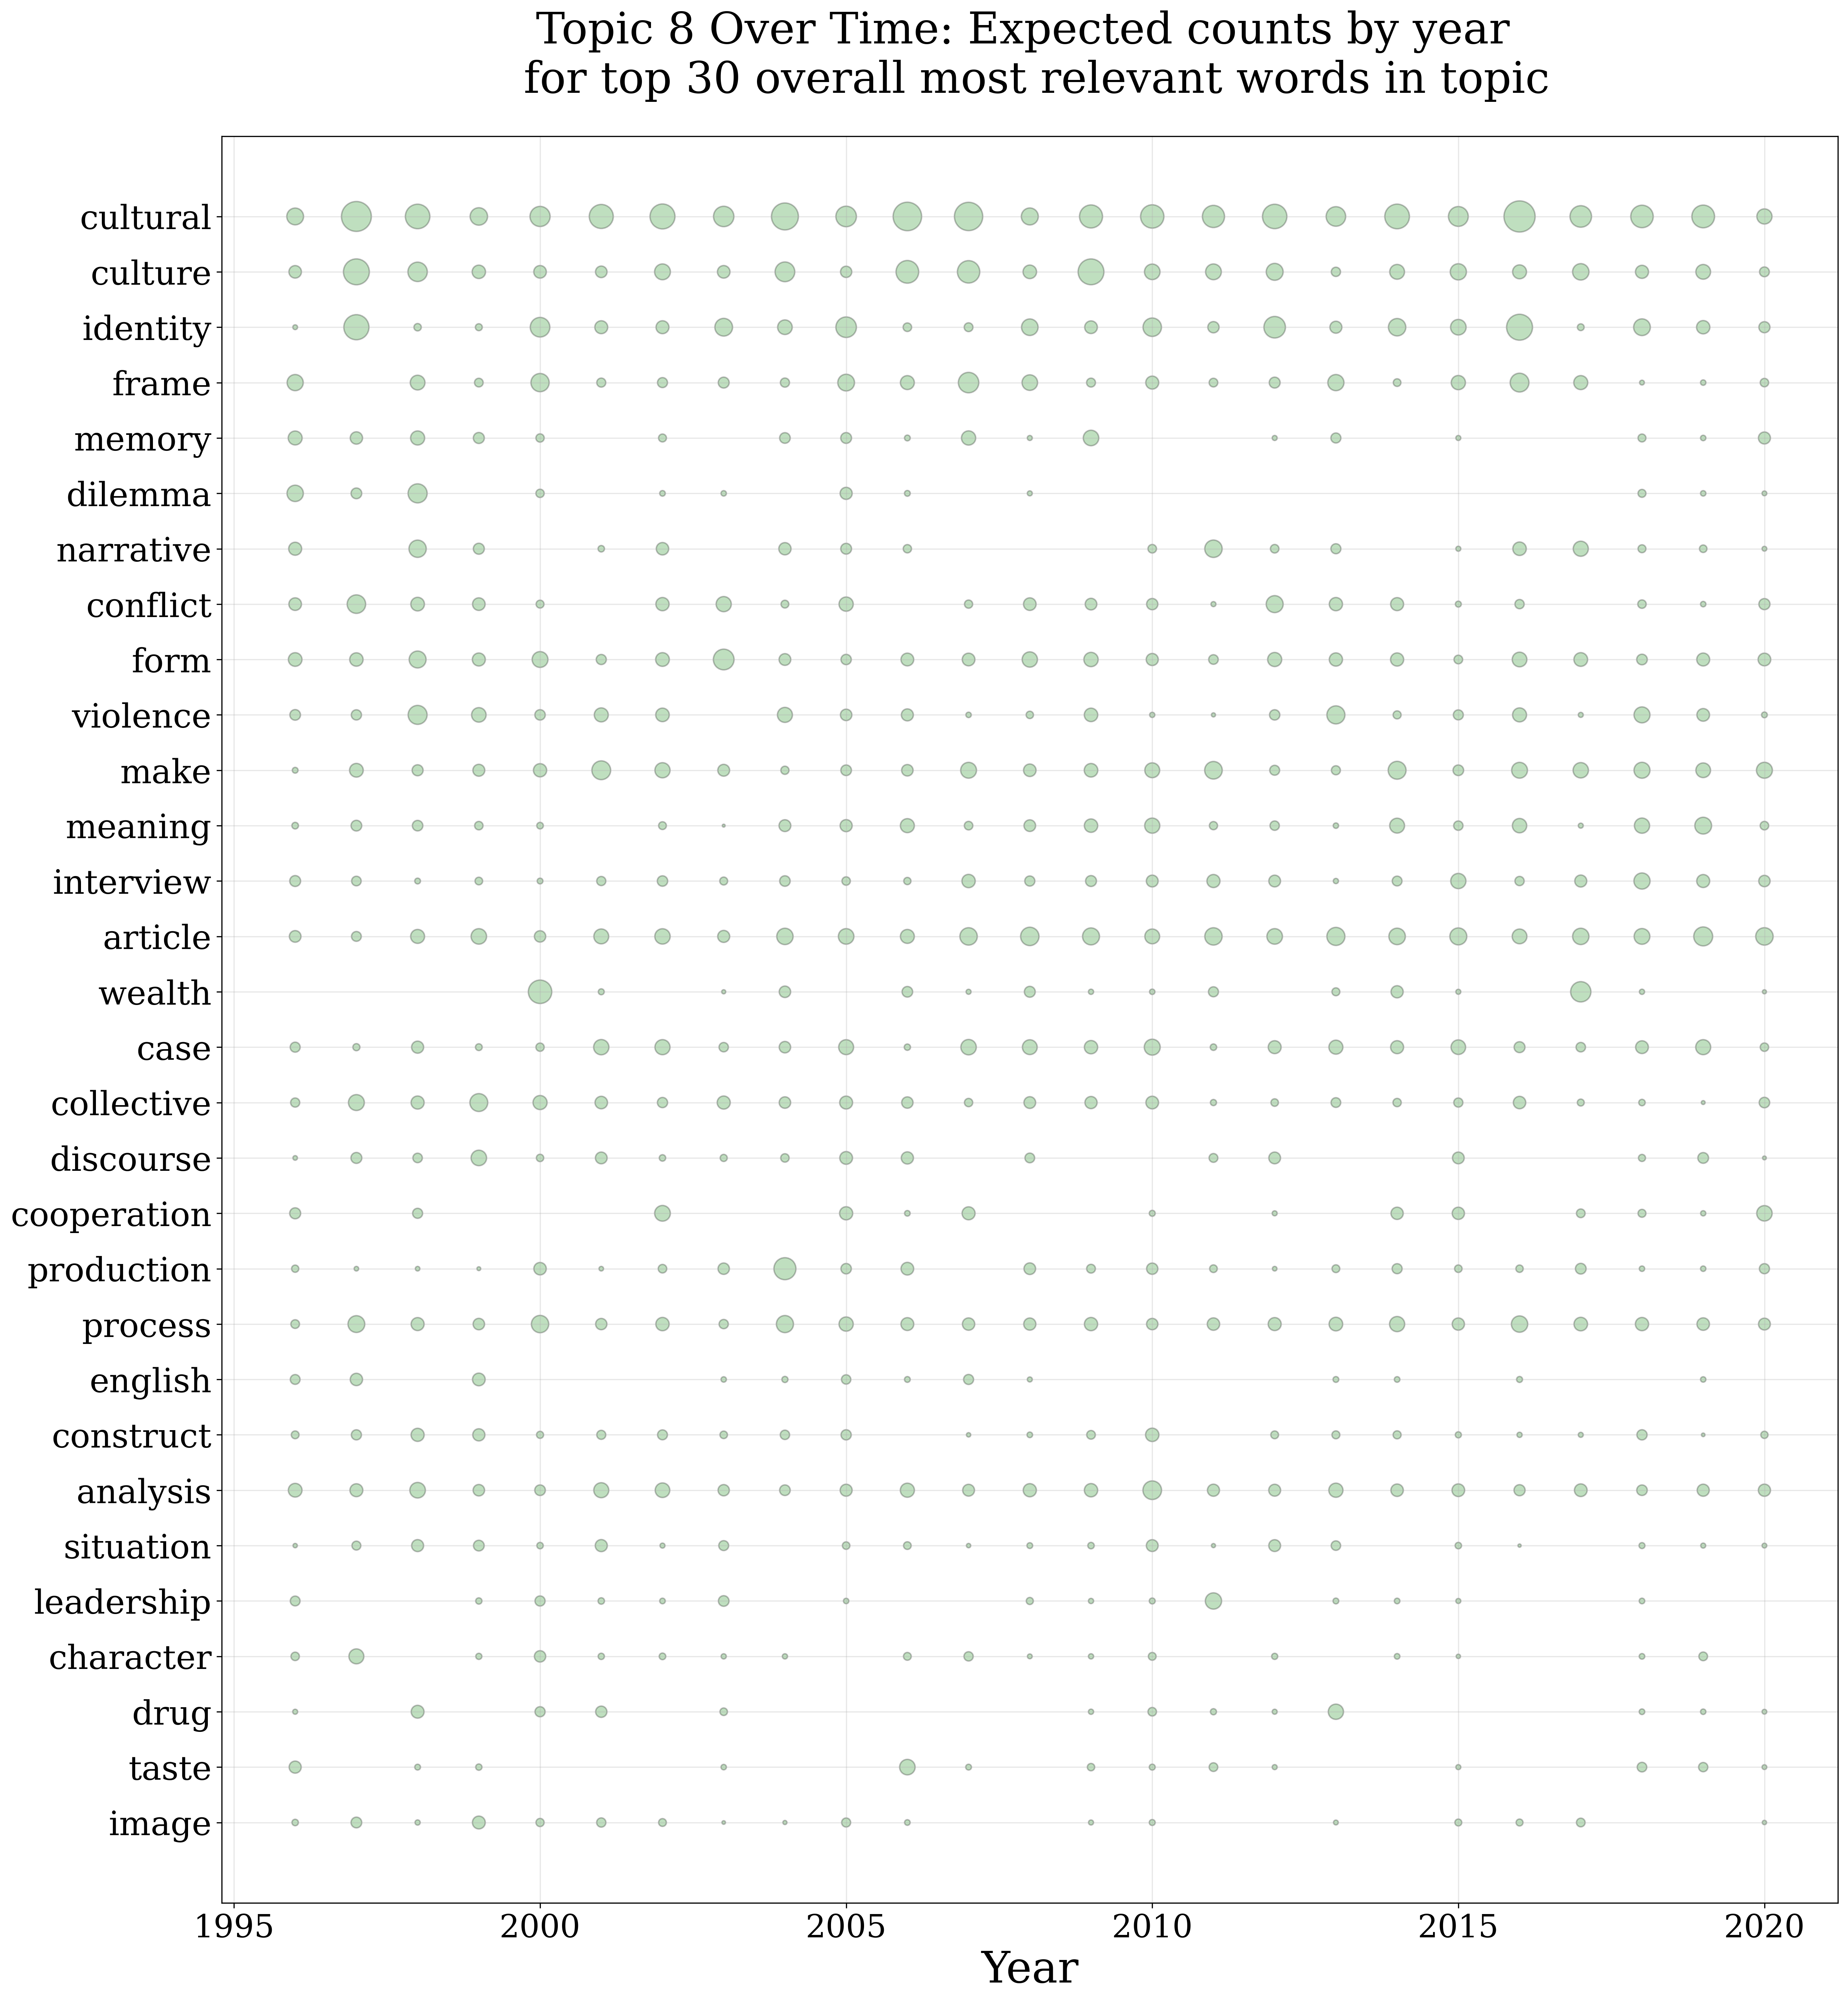 Topic 8 Over Time: Expected counts by year
for top 30 overall most relevant words in topic
cultural
culture
identity
frame
memory
dilemma
narrative
conflict
form
violence
make
meaning
interview
article
wealth
case
collective
discourse
cooperation
production
process
english
construct
analysis
situation
leadership
character
drug
taste
image
1995 2000 2005 2010 2015 2020
Year